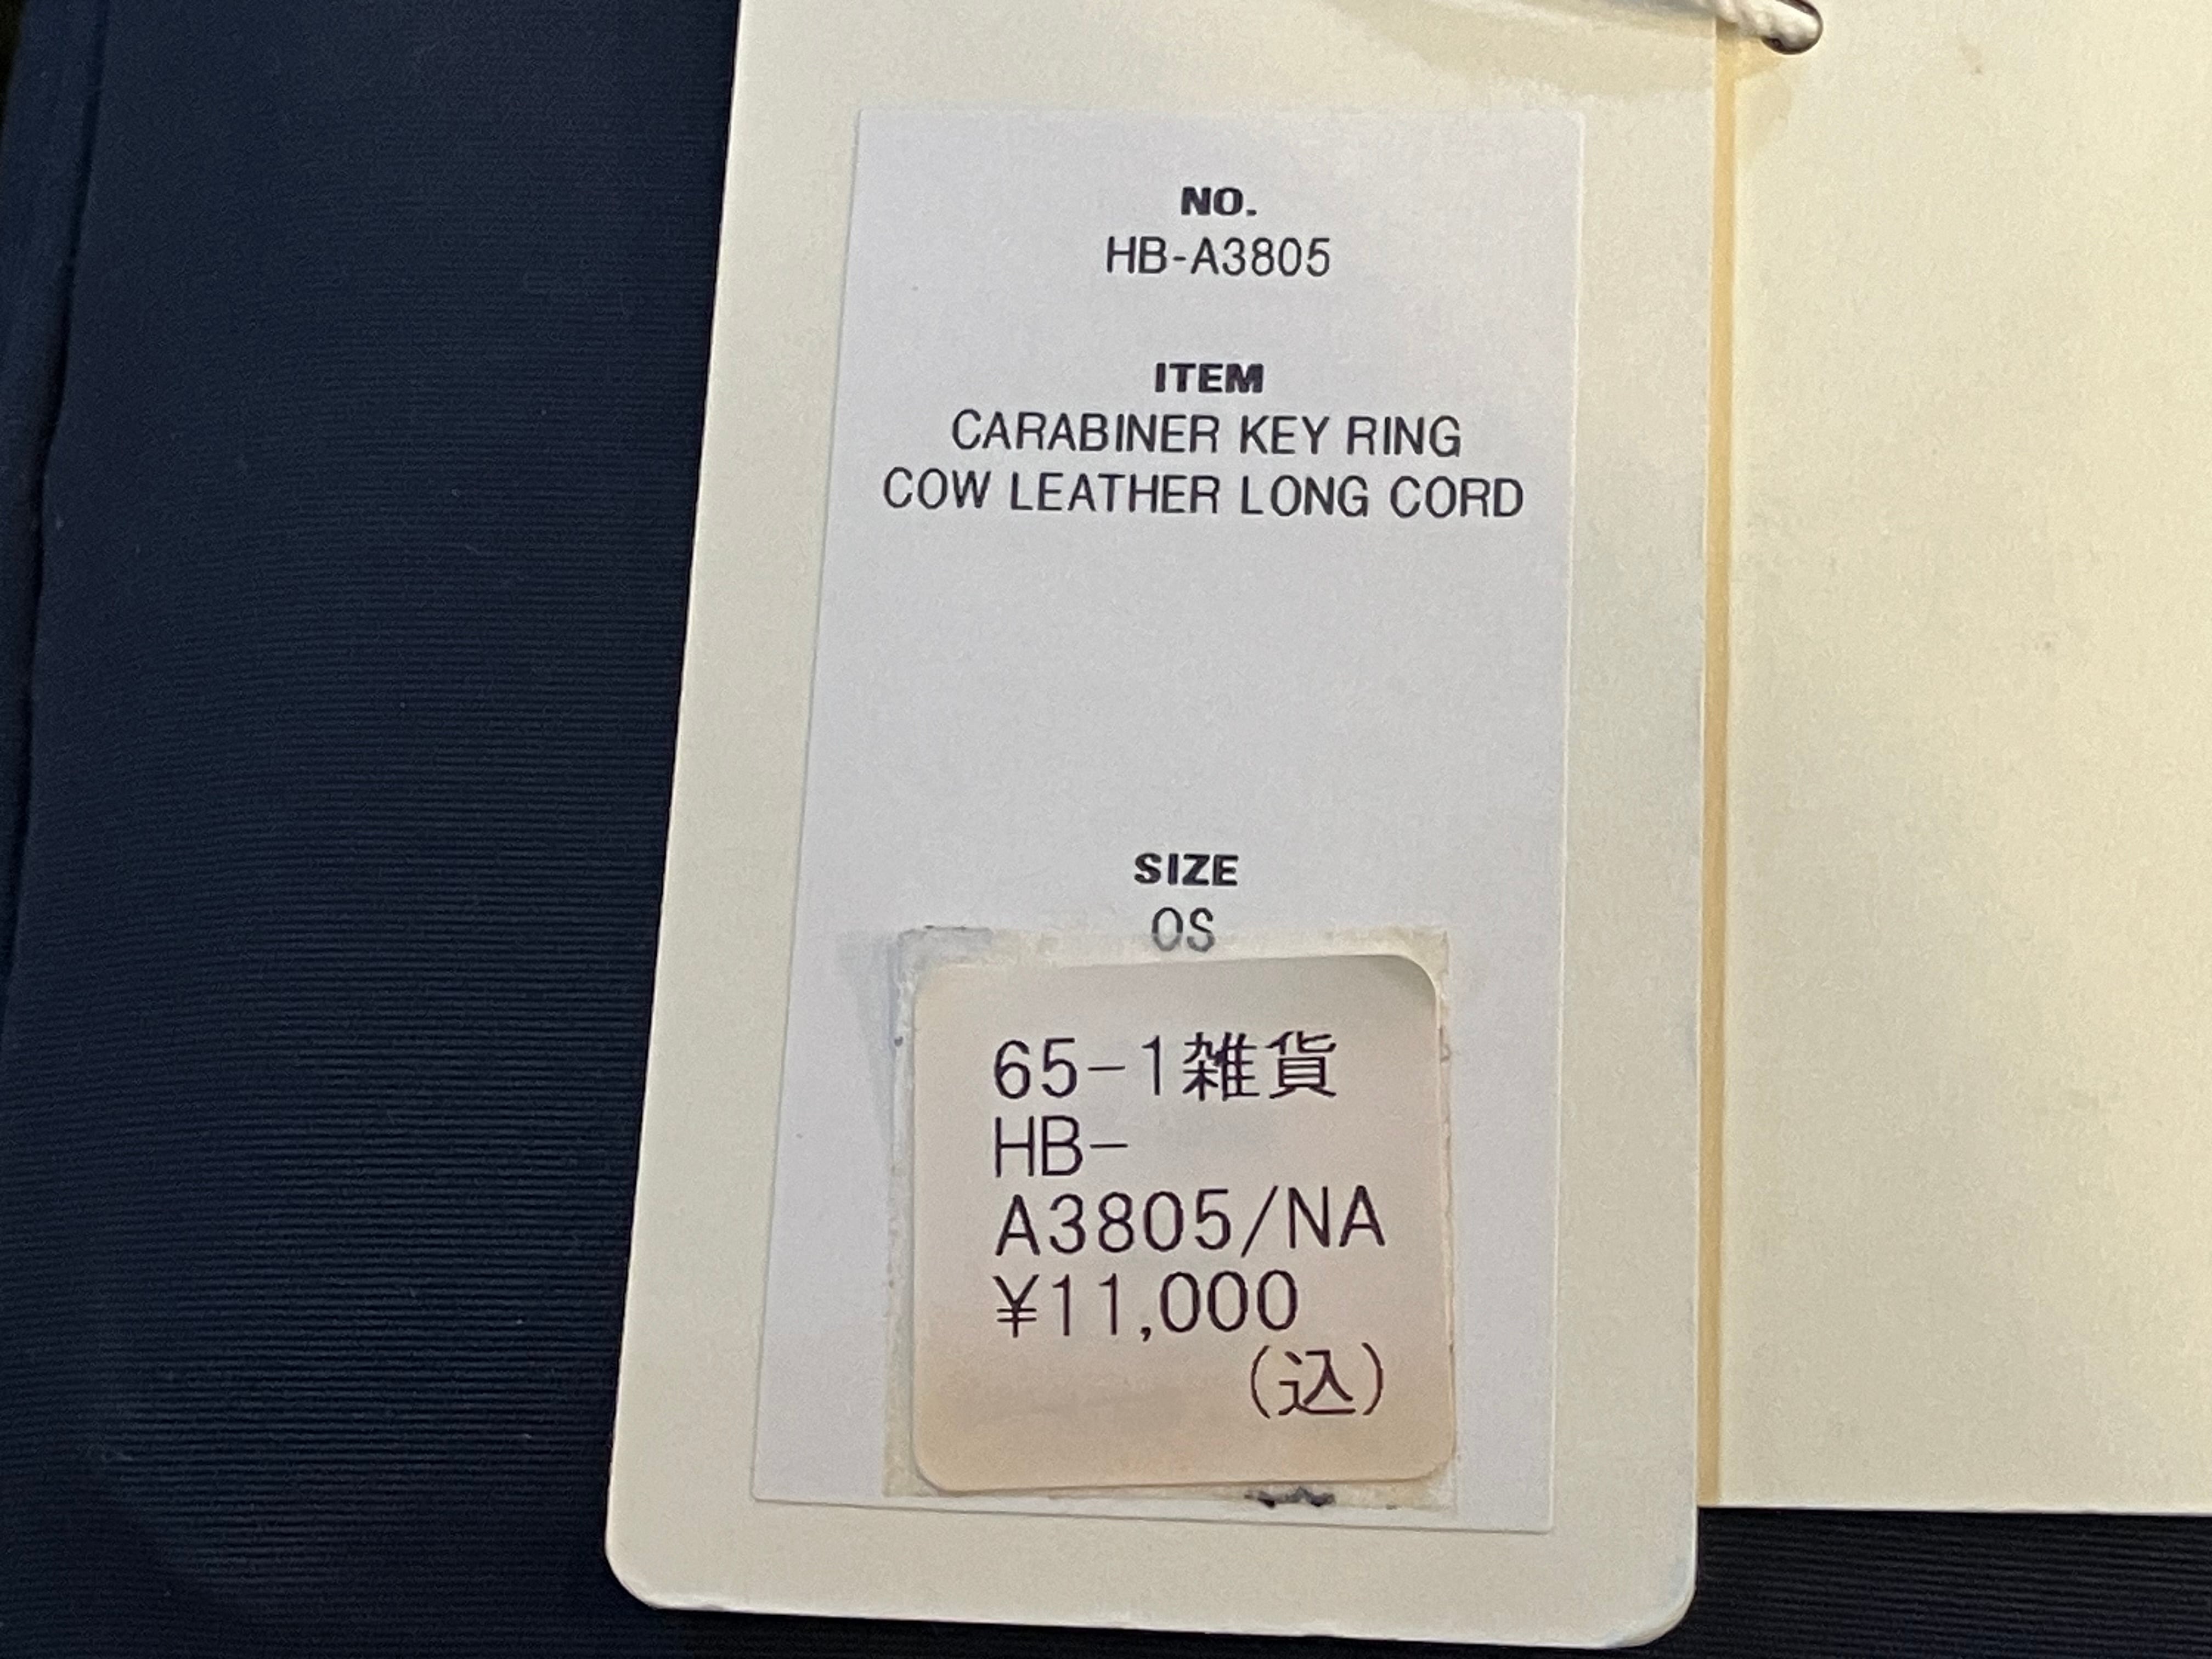 NO.
HB-A3805
ITEM
CARABINER KEY RING
COW LEATHER LONG CORD
SIZE
OS
65-1雑貨
HB-
A3805/NA
¥11,000
(込)